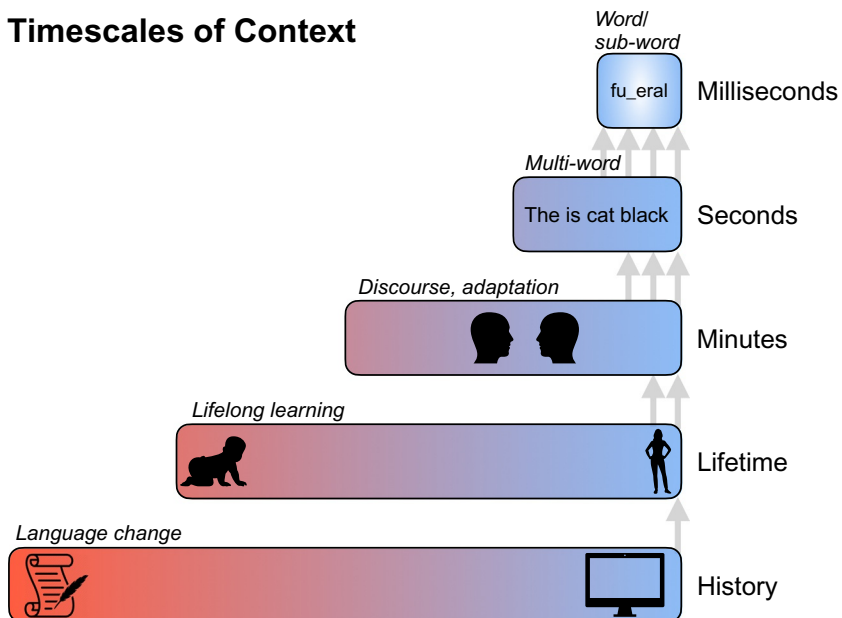 Timescales of Context
Word/
sub-word
fu_eral
Milliseconds
Multi-word
The is cat black
Seconds
Discourse, adaptation
Minutes
Lifelong learning
Lifetime
Language change
History